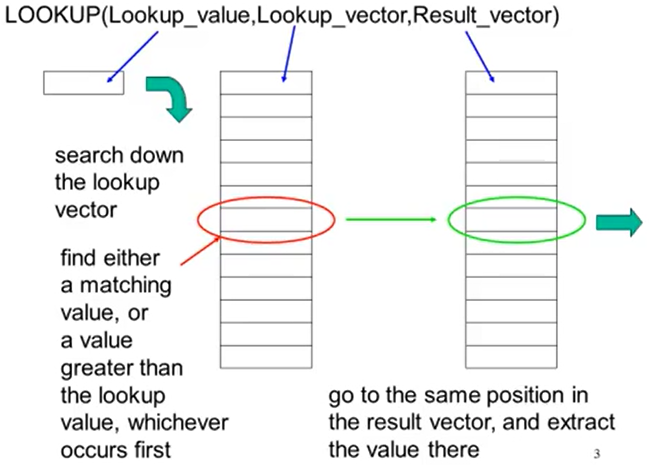 LOOKUP(Lookup_value,Lookup_vector,Result_vector)
search down
the lookup
vector
find either
a matching
value, or
a value
greater than
the lookup
value, whichever
occurs first
go to the same position in
the result vector, and extract
the value there
3